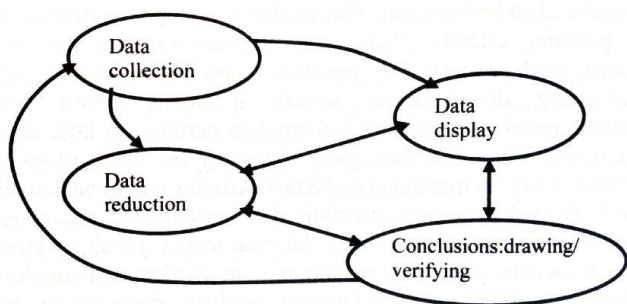 Data
collection
Data
display
Data
reduction
Conclusions:drawing/
verifying